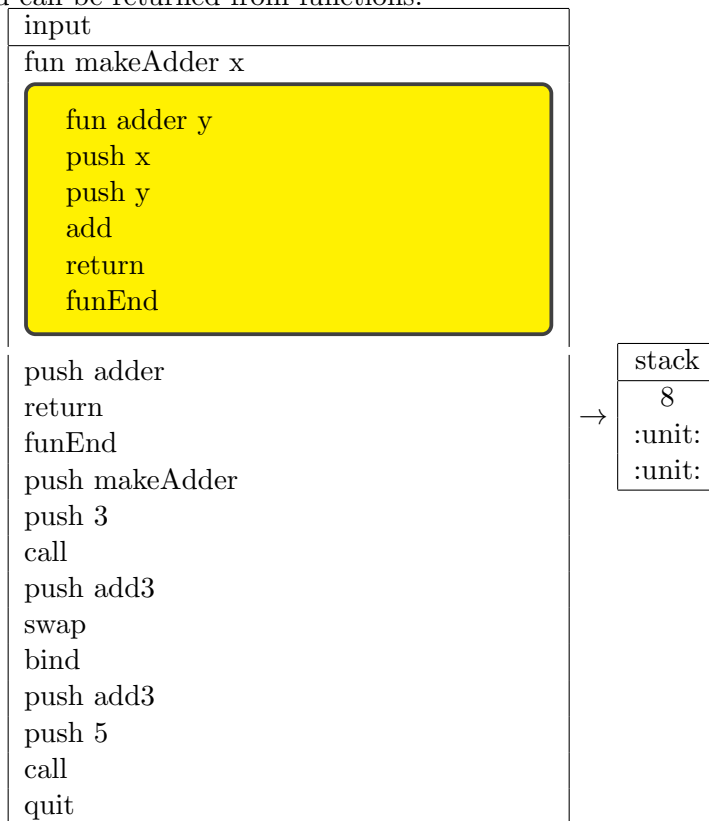 d can be returned from functions.
input
fun makeAdder x
fun adder y
push x
push y
add
return
funEnd
push adder
return
funEnd
push makeAdder
push 3
call
push add3
swap
bind
push add3
push 5
call
quit
→
stack
8
:unit:
:unit: